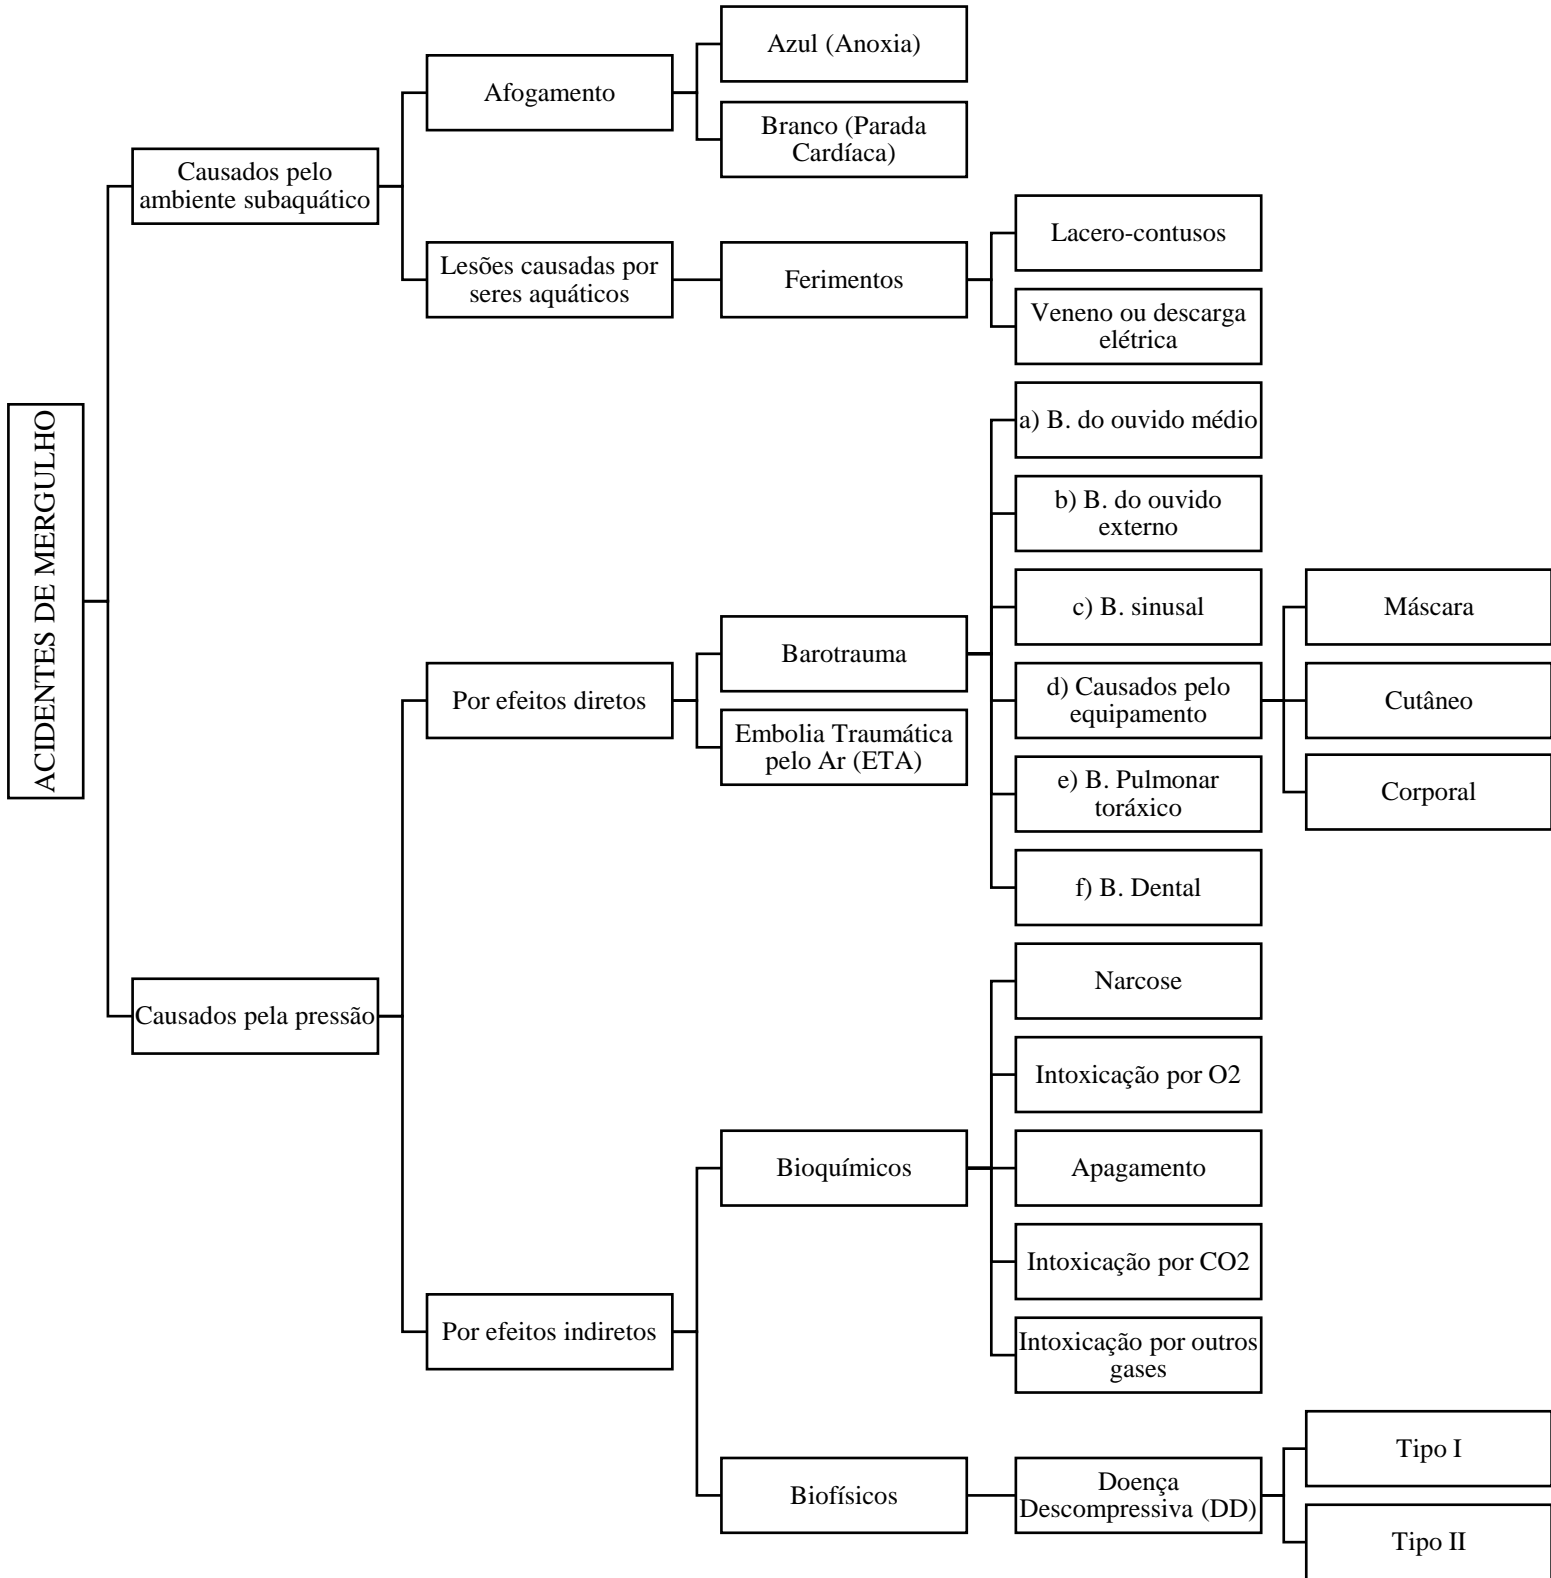 ACIDENTES DE MERGULHO
Causados pelo
ambiente subaquático
Afogamento
Azul (Anoxia)
Branco (Parada
Cardíaca)
Lesões causadas por
seres aquáticos
Ferimentos
Lacero-contusos
Veneno ou descarga
elétrica
Causados pela pressão
Por efeitos diretos
Barotrauma
a) B. do ouvido médio
b) B. do ouvido
externo
c) B. sinusal
d) Causados pelo
equipamento
Máscara
Cutâneo
Corporal
e) B. Pulmonar
toráxico
f) B. Dental
Embolia Traumática
pelo Ar (ETA)
Por efeitos indiretos
Bioquímicos
Narcose
Intoxicação por O2
Apagamento
Intoxicação por CO2
Intoxicação por outros
gases
Biofísicos
Doença
Descompressiva (DD)
Tipo I
Tipo II